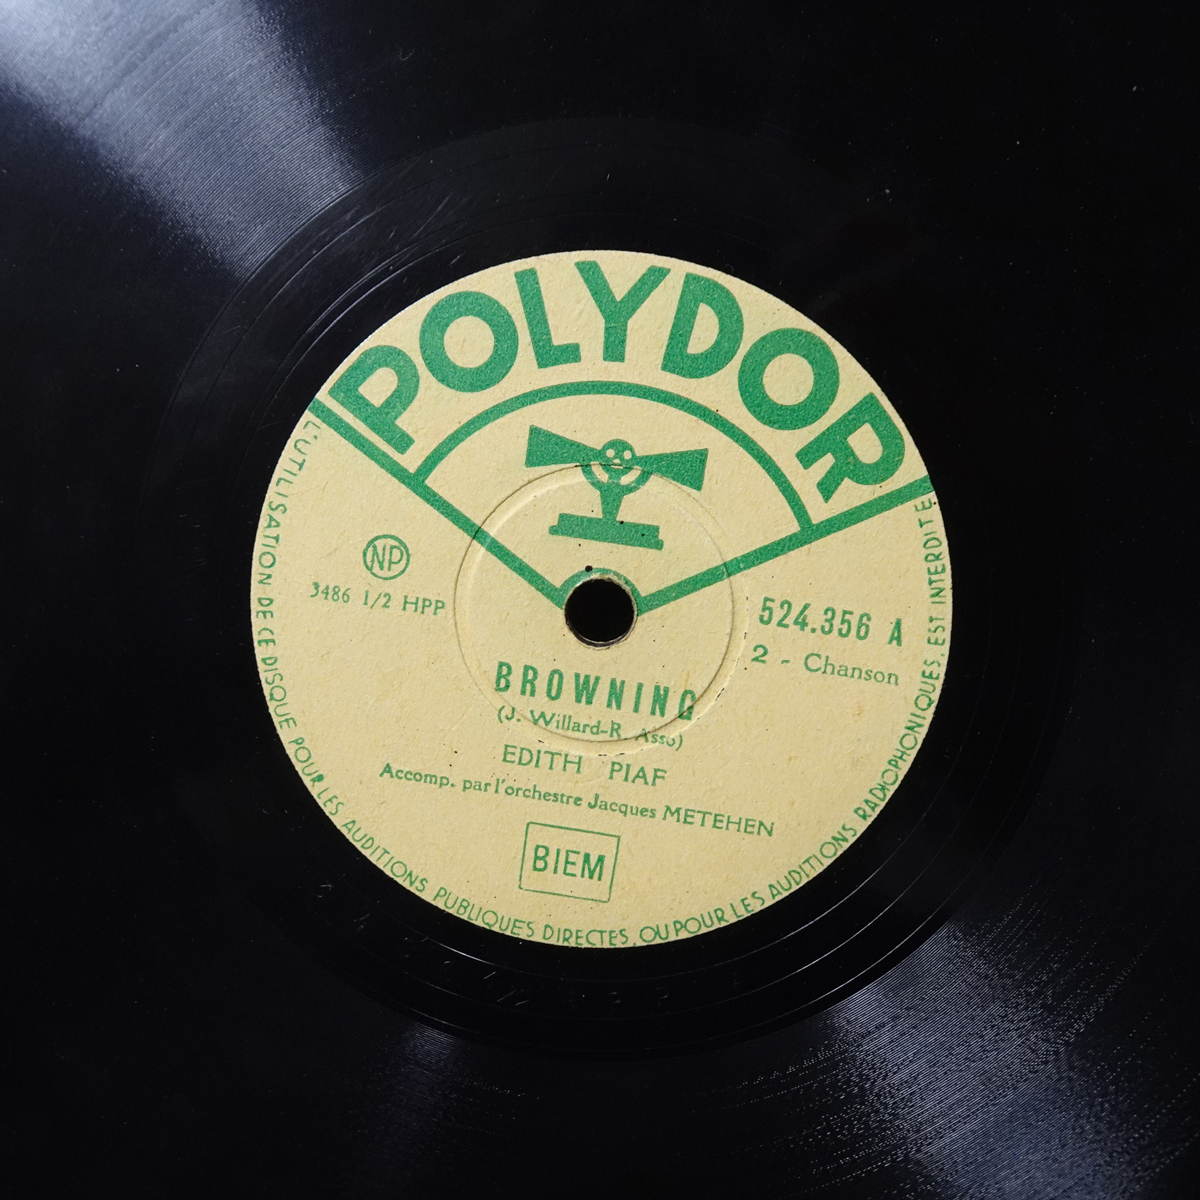 POLYDOR
NP
3486 1/2 HPP
524.356 A
2 - Chanson
BROWNING
(J. Willard-R. Asso)
EDITH PIAF
Accomp. par l'orchestre Jacques METEHEN
BIEM
L'UTILISATION DE CE DISQUE POUR LES AUDITIONS PUBLIQUES DIRECTES, OU POUR LES AUDITIONS RADIOPHONIQUES, EST INTERDITE